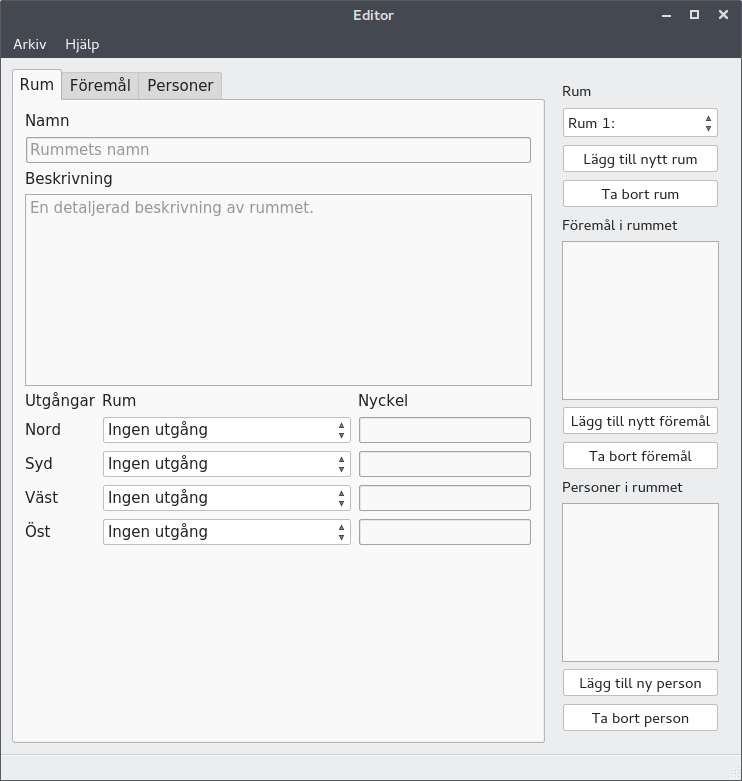 Editor
Arkiv Hjälp
Rum Föremål Personer
Namn
Rummets namn
Beskrivning
En detaljerad beskrivning av rummet.
Utgångar Rum Nyckel
Nord Ingen utgång
Syd Ingen utgång
Väst Ingen utgång
Öst Ingen utgång
Rum
Rum 1:
Lägg till nytt rum
Ta bort rum
Föremål i rummet
Lägg till nytt föremål
Ta bort föremål
Personer i rummet
Lägg till ny person
Ta bort person